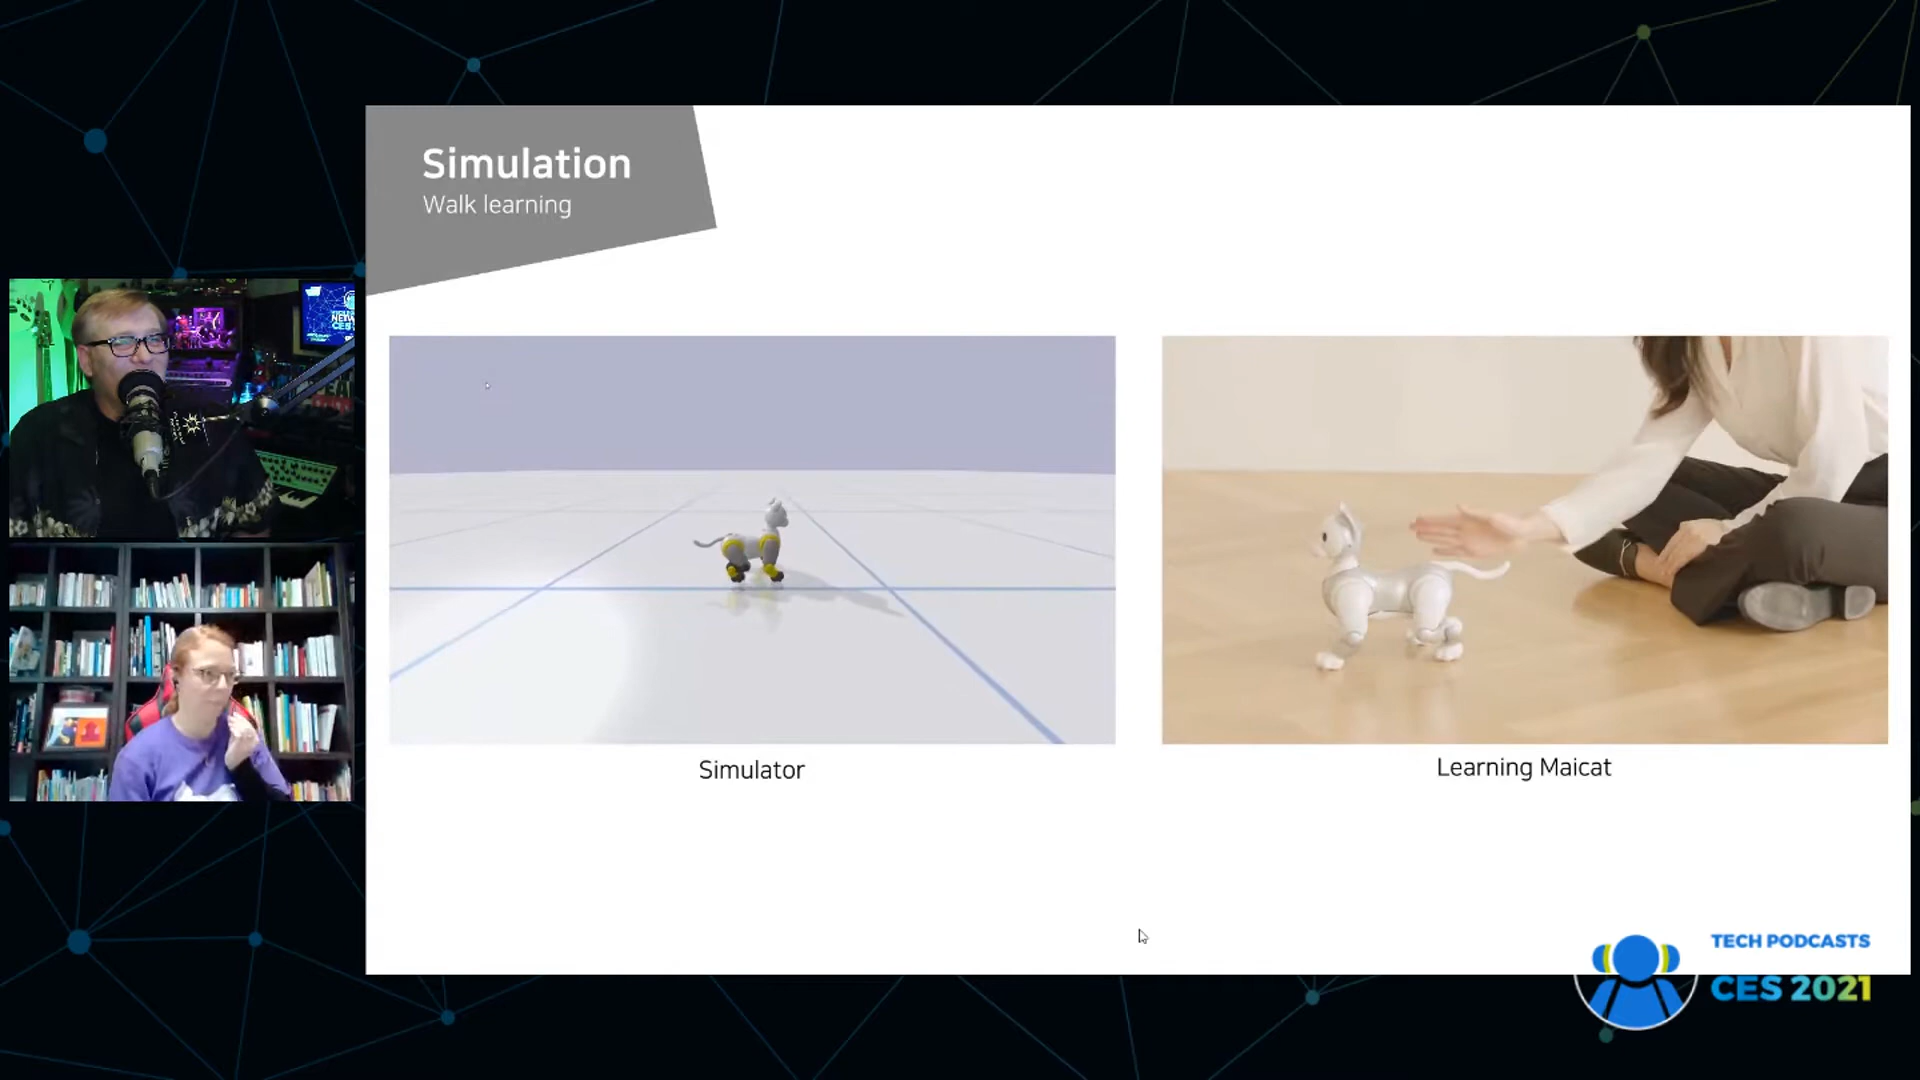 Simulation
Walk learning
Simulator
Learning Maicat
TECH PODCASTS
CES 2021